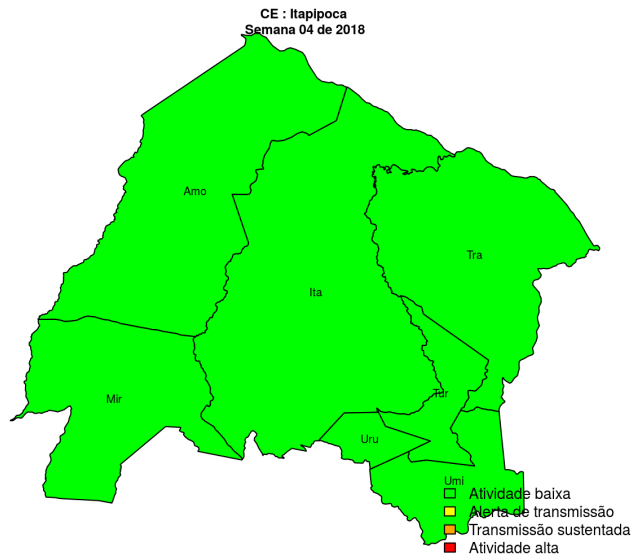 CE : Itapipoca
Semana 04 de 2018
Amo
Tra
Ita
Mir
Tur
Uru
Umi
Atividade baixa
Alerta de transmissão
Transmissão sustentada
Atividade alta